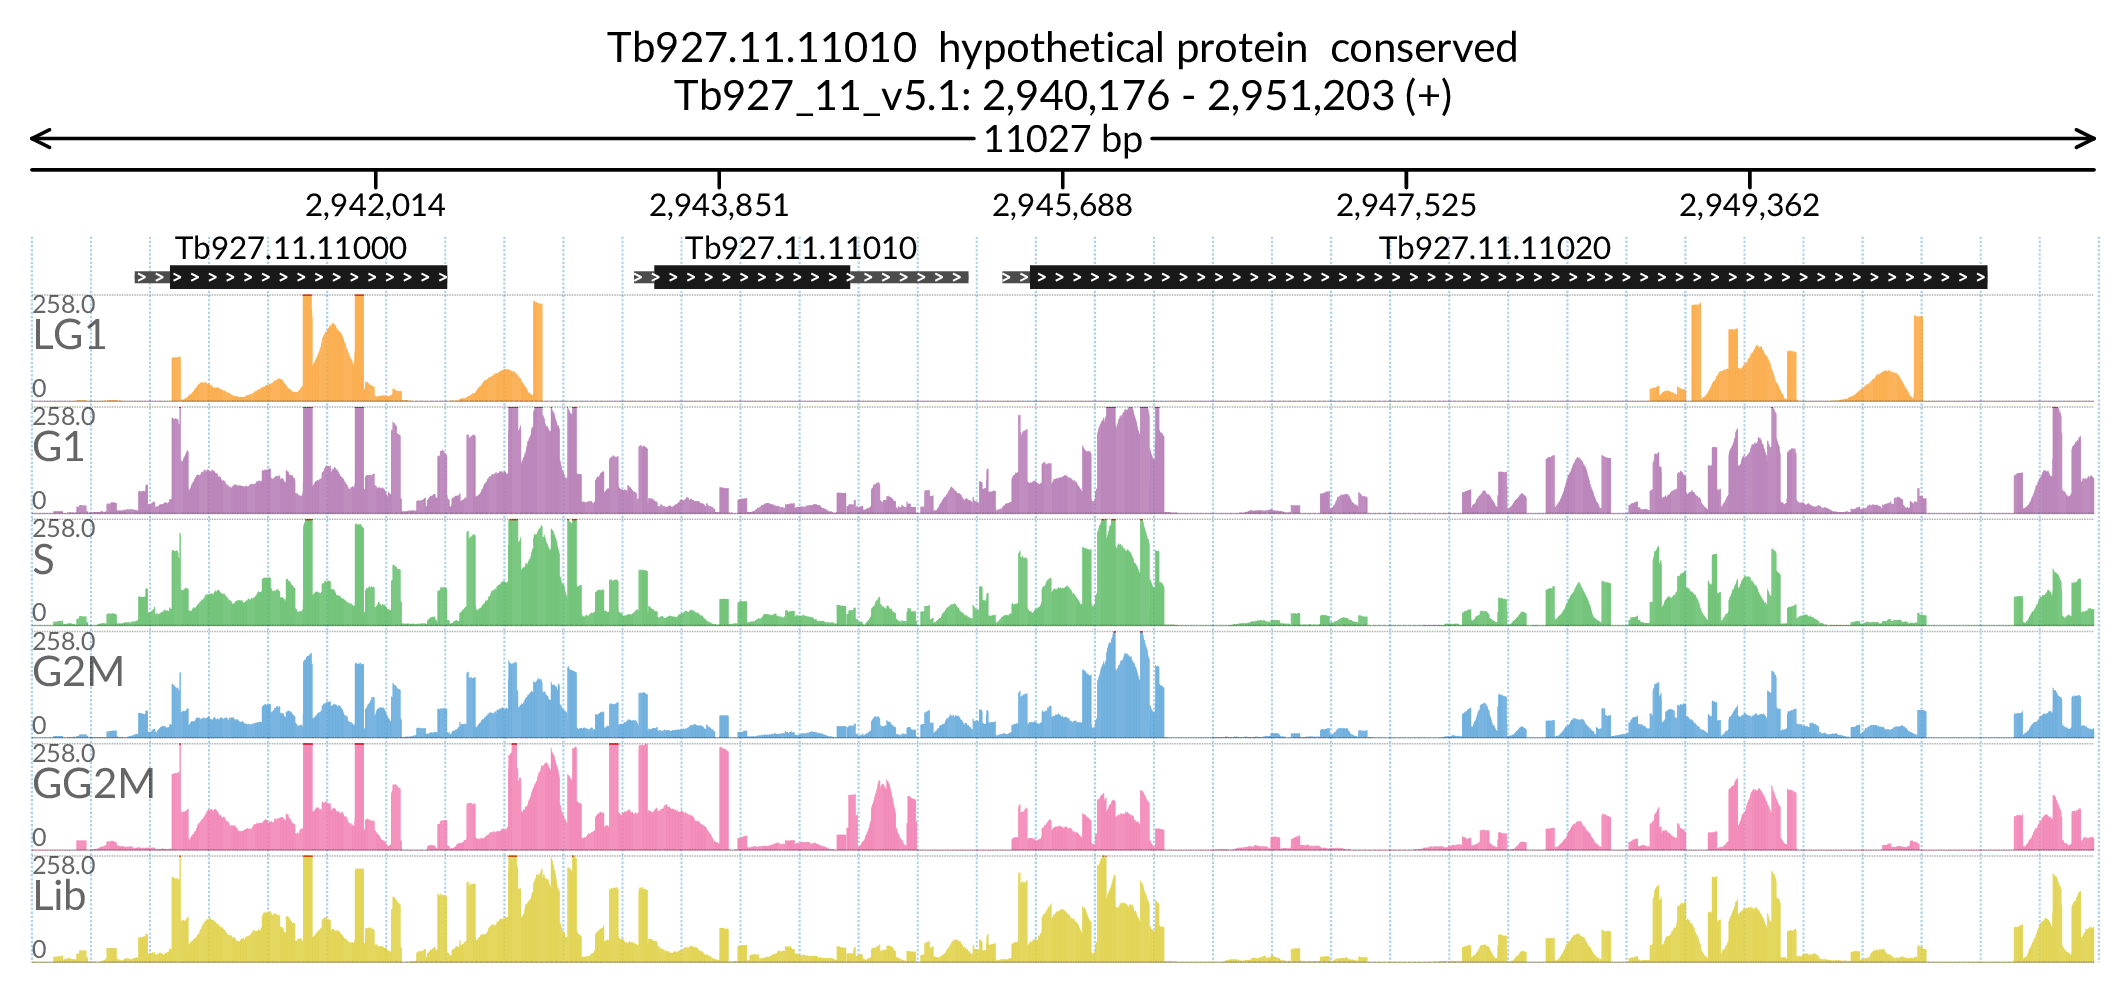 Tb927.11.11010 hypothetical protein conserved
Tb927_11_v5.1: 2,940,176 - 2,951,203 (+)
11027 bp
2,942,014 2,943,851 2,945,688 2,947,525 2,949,362
Tb927.11.11000 Tb927.11.11010 Tb927.11.11020
258.0
LG1
0
258.0
G1
0
258.0
S
0
258.0
G2M
0
258.0
GG2M
0
258.0
Lib
0